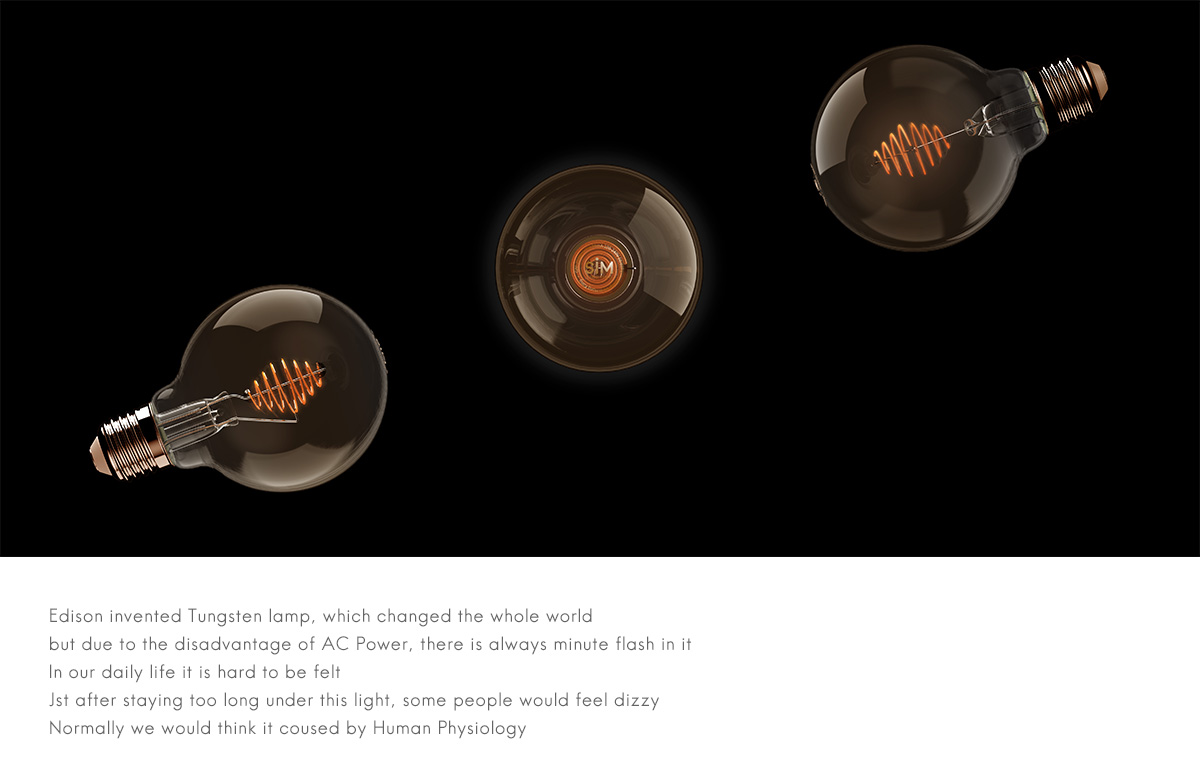 SiM
Edison invented Tungsten lamp, which changed the whole world
but due to the disadvantage of AC Power, there is always minute flash in it
In our daily life it is hard to be felt
Jst after staying too long under this light, some people would feel dizzy
Normally we would think it coused by Human Physiology